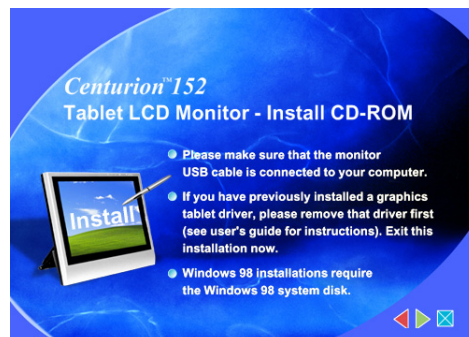 Centurion™152
Tablet LCD Monitor - Install CD-ROM
Please make sure that the monitor
USB cable is connected to your computer.
If you have previously installed a graphics
tablet driver, please remove that driver first
(see user's guide for instructions). Exit this
installation now.
Install
Windows 98 installations require
the Windows 98 system disk.